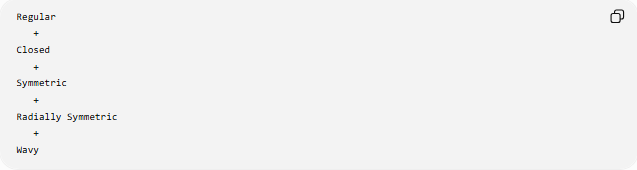 Regular
+
Closed
+
Symmetric
+
Radially Symmetric
+
Wavy